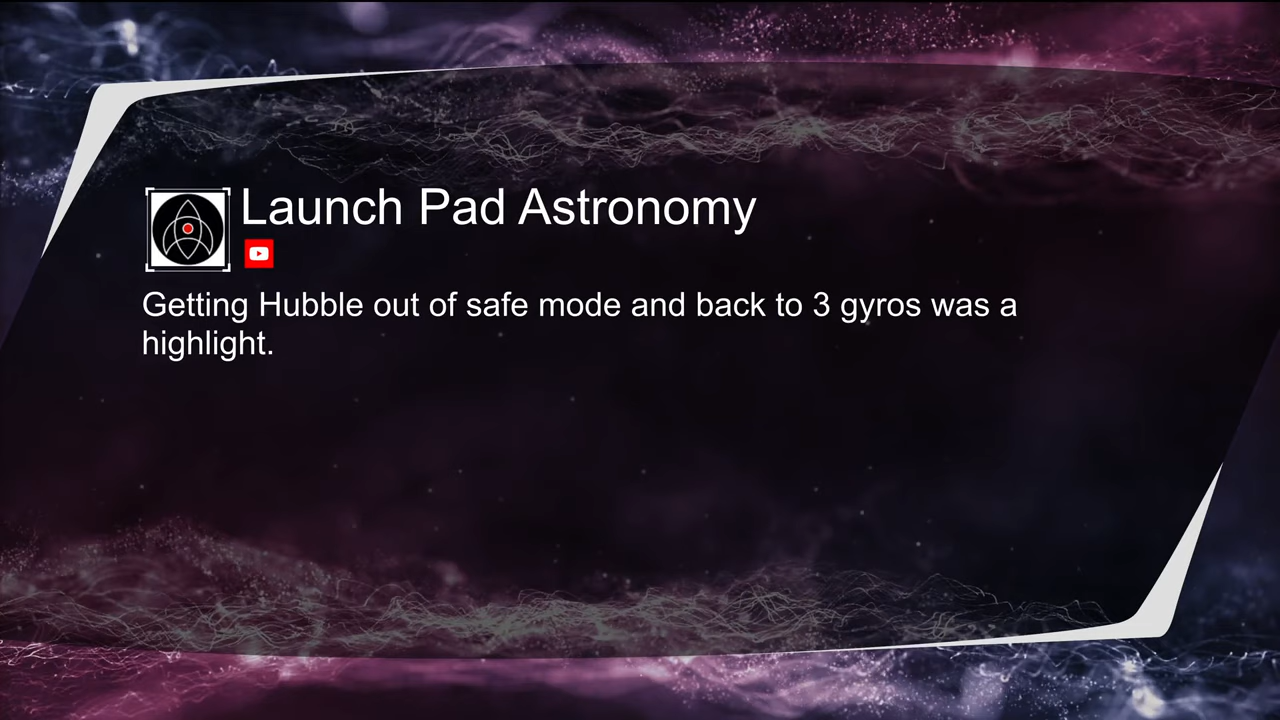 Launch Pad Astronomy
Getting Hubble out of safe mode and back to 3 gyros was a
highlight.